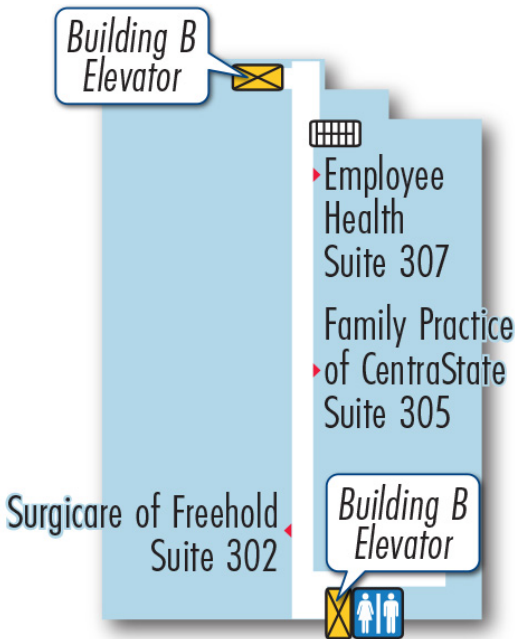 Building B
Elevator
Employee
Health
Suite 307
Family Practice
of CentraState
Suite 305
Surgicare of Freehold
Suite 302
Building B
Elevator